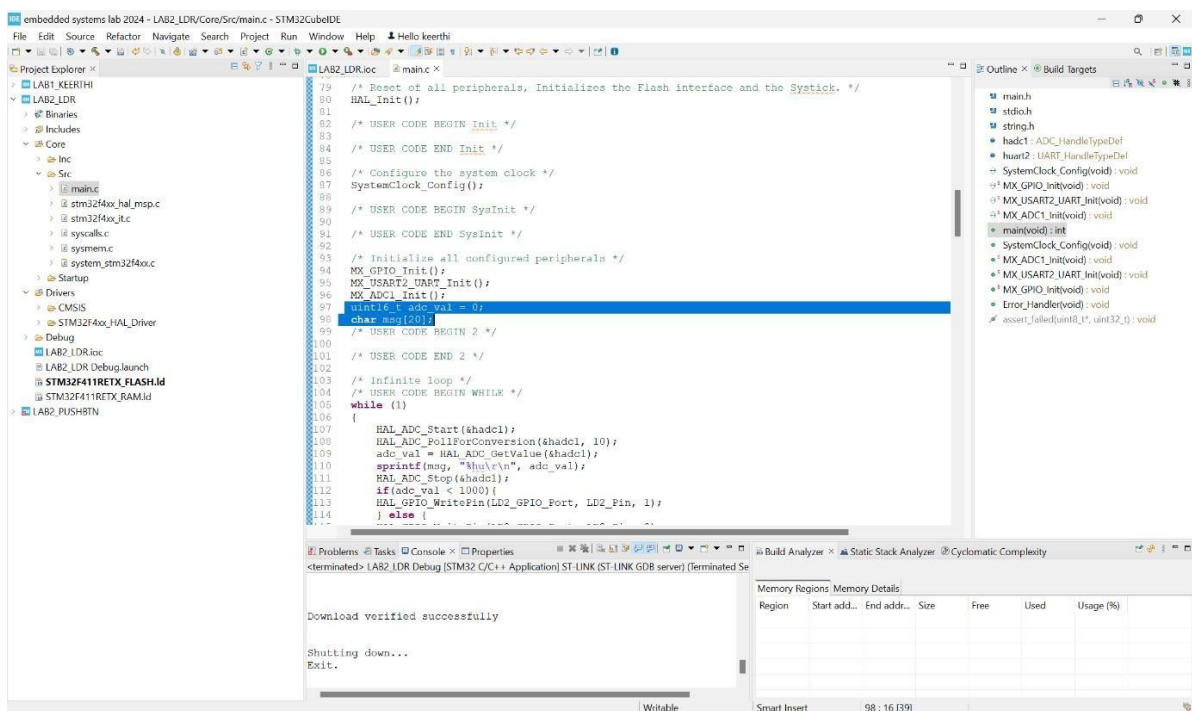 embedded systems lab 2024 - LAB2_LDR/Core/Src/main.c - STM32CubeIDE
File Edit Source Refactor Navigate Search Project Run Window Help Hello keerthi
Project Explorer
LAB1_KEERTHI
LAB2_LDR
Binaries
Includes
Core
Inc
Src
main.c
stm32f4xx_hal_msp.c
stm32f4xx_it.c
syscalls.c
sysmem.c
system_stm32f4xx.c
Startup
Drivers
CMSIS
STM32F4xx_HAL_Driver
Debug
LAB2_LDR.ioc
LAB2_LDR Debug.launch
STM32F411RETX_FLASH.ld
STM32F411RETX_RAM.ld
LAB2_PUSHBTN
LAB2_LDR.ioc main.c
79 /* Reset of all peripherals, Initializes the Flash interface and the Systick. */
80 HAL_Init();
81
82 /* USER CODE BEGIN Init */
83
84 /* USER CODE END Init */
85
86 /* Configure the system clock */
87 SystemClock_Config();
88
89 /* USER CODE BEGIN SysInit */
90
91 /* USER CODE END SysInit */
92
93 /* Initialize all configured peripherals */
94 MX_GPIO_Init();
95 MX_USART2_UART_Init();
96 MX_ADC1_Init();
97 uint16_t adc_val = 0;
98 char msg[20];
99 /* USER CODE BEGIN 2 */
100
101 /* USER CODE END 2 */
102
103 /* Infinite loop */
104 /* USER CODE BEGIN WHILE */
105 while (1)
106 {
107 HAL_ADC_Start(&hadc1);
108 HAL_ADC_PollForConversion(&hadc1, 10);
109 adc_val = HAL_ADC_GetValue(&hadc1);
110 sprintf(msg, "%hu\r\n", adc_val);
111 HAL_ADC_Stop(&hadc1);
112 if(adc_val < 1000){
113 HAL_GPIO_WritePin(LD2_GPIO_Port, LD2_Pin, 1);
114 } else {
Outline Build Targets
main.h
stdio.h
string.h
hadc1 : ADC_HandleTypeDef
huart2 : UART_HandleTypeDef
SystemClock_Config(void) : void
MX_GPIO_Init(void) : void
MX_USART2_UART_Init(void) : void
MX_ADC1_Init(void) : void
main(void) : int
SystemClock_Config(void) : void
MX_ADC1_Init(void) : void
MX_USART2_UART_Init(void) : void
MX_GPIO_Init(void) : void
Error_Handler(void) : void
assert_failed(uint8_t*, uint32_t) : void
Problems Tasks Console Properties
<terminated> LAB2_LDR Debug [STM32 C/C++ Application] ST-LINK (ST-LINK GDB server) (Terminated Se
Download verified successfully
Shutting down...
Exit.
Build Analyzer Static Stack Analyzer Cyclomatic Complexity
Memory Regions Memory Details
Region Start add... End addr... Size Free Used Usage (%)
Writable Smart Insert 98 : 16 [39]